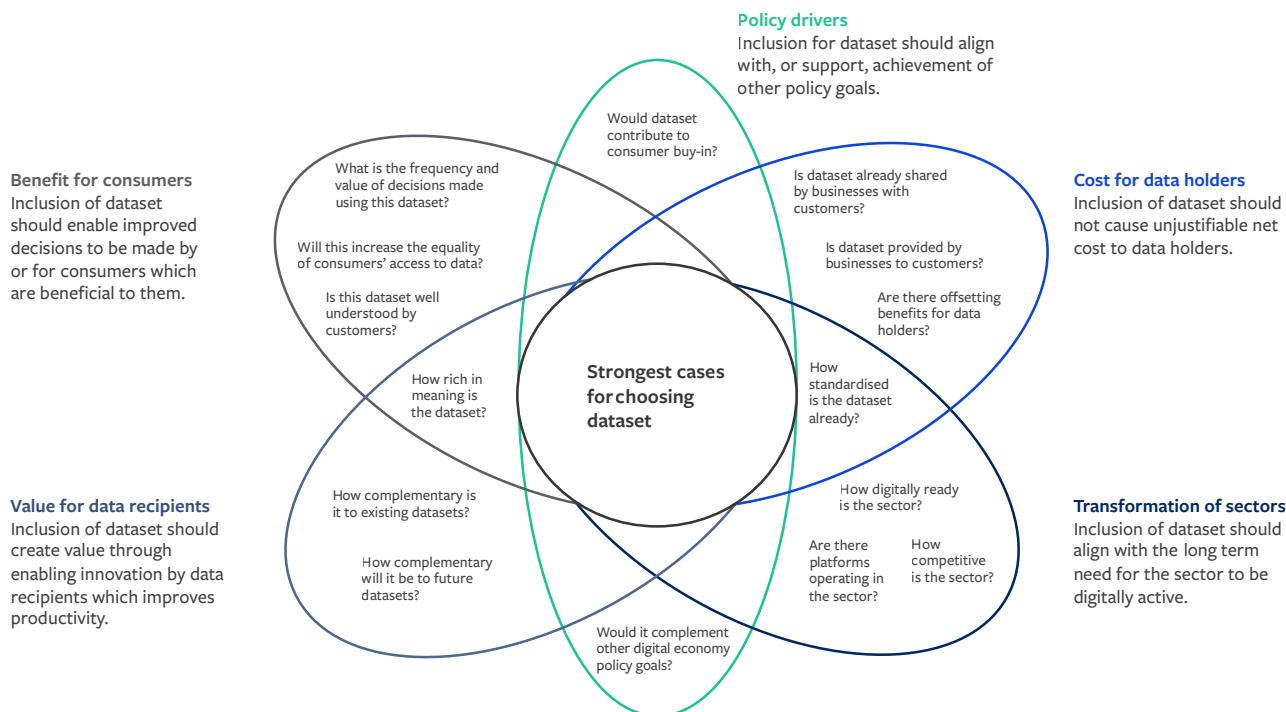 Policy drivers
Inclusion for dataset should align
with, or support, achievement of
other policy goals.
Would dataset
contribute to
consumer buy-in?
What is the frequency and
value of decisions made
using this dataset?
Will this increase the equality
of consumers' access to data?
Is this dataset well
understood by
customers?
Benefit for consumers
Inclusion of dataset
should enable improved
decisions to be made by
or for consumers which
are beneficial to them.
Is dataset already shared
by businesses with
customers?
Is dataset provided by
businesses to customers?
Are there offsetting
benefits for data
holders?
Cost for data holders
Inclusion of dataset should
not cause unjustifiable net
cost to data holders.
How rich in
meaning is
the dataset?
Strongest cases
for choosing
dataset
How
standardised
is the dataset
already?
Value for data recipients
Inclusion of dataset should
create value through
enabling innovation by data
recipients which improves
productivity.
How complementary is
it to existing datasets?
How complementary
will it be to future
datasets?
Would it complement
other digital economy
policy goals?
How digitally ready
is the sector?
Are there
platforms
operating in
the sector?
How
competitive
is the sector?
Transformation of sectors
Inclusion of dataset should
align with the long term
need for the sector to be
digitally active.